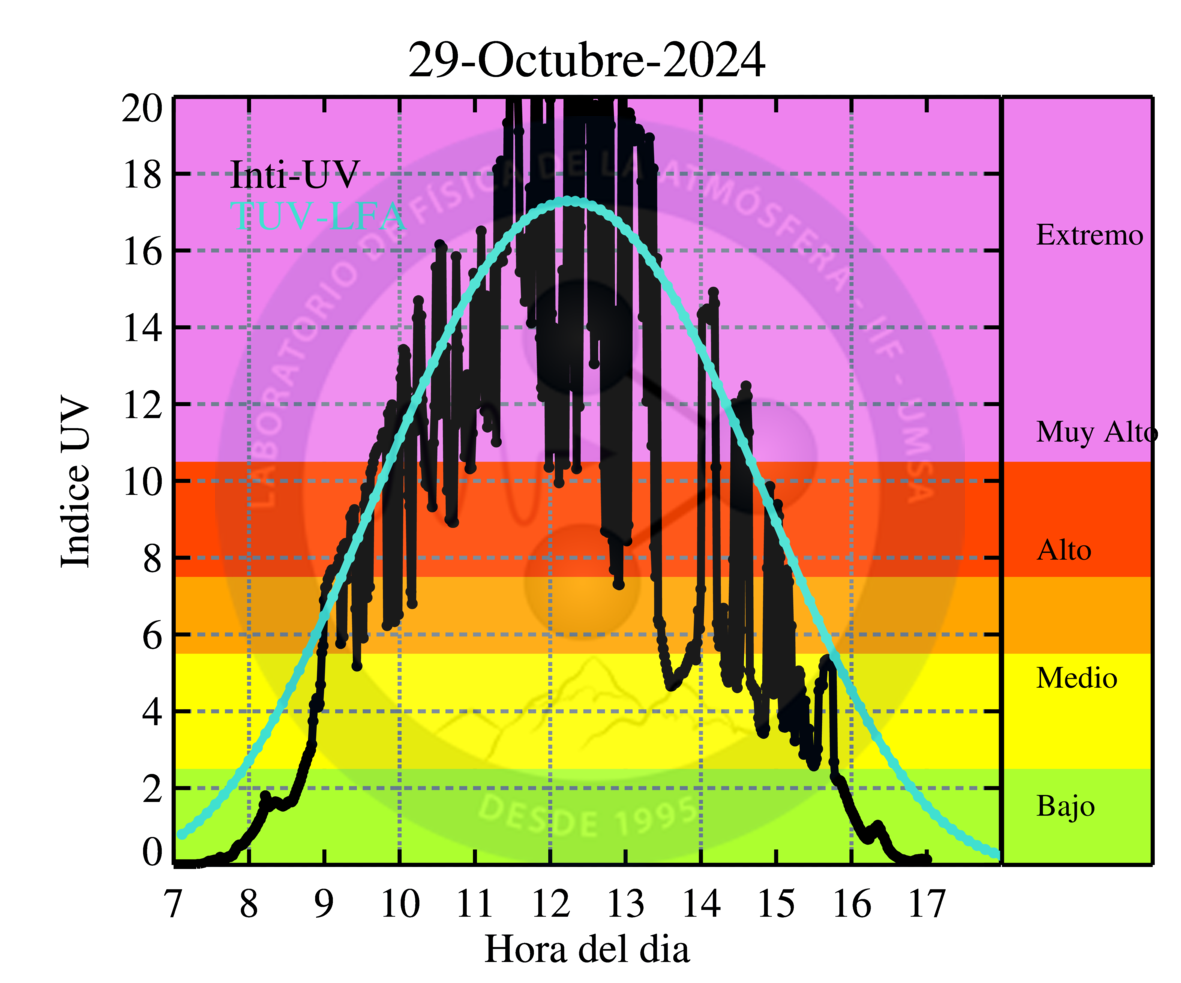 29-Octubre-2024
20
18
16
14
12
10
8
6
4
2
0
Indice UV
Inti-UV
TUV-LFA
LABORATORIO DE FÍSICA DE LA ATMÓSFERA - IIF - UMSA
DESDE 1995
Extremo
Muy Alto
Alto
Medio
Bajo
7 8 9 10 11 12 13 14 15 16 17
Hora del dia